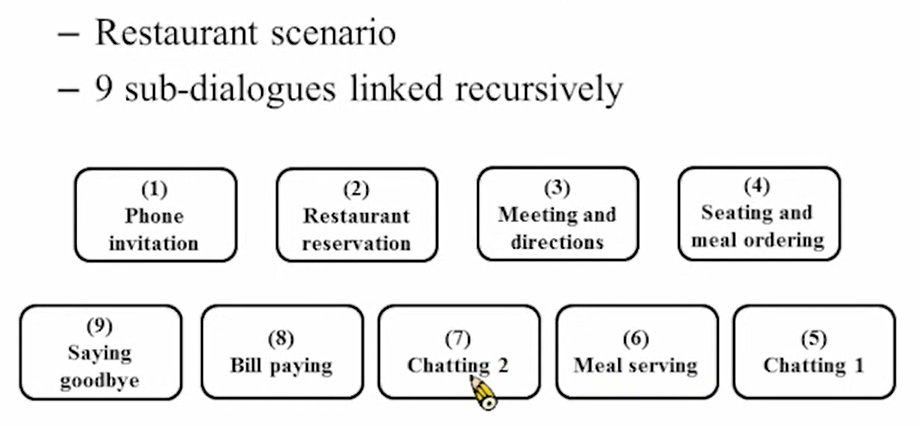 – Restaurant scenario
– 9 sub-dialogues linked recursively
(1)
Phone
invitation
(2)
Restaurant
reservation
(3)
Meeting and
directions
(4)
Seating and
meal ordering
(9)
Saying
goodbye
(8)
Bill paying
(7)
Chatting 2
(6)
Meal serving
(5)
Chatting 1